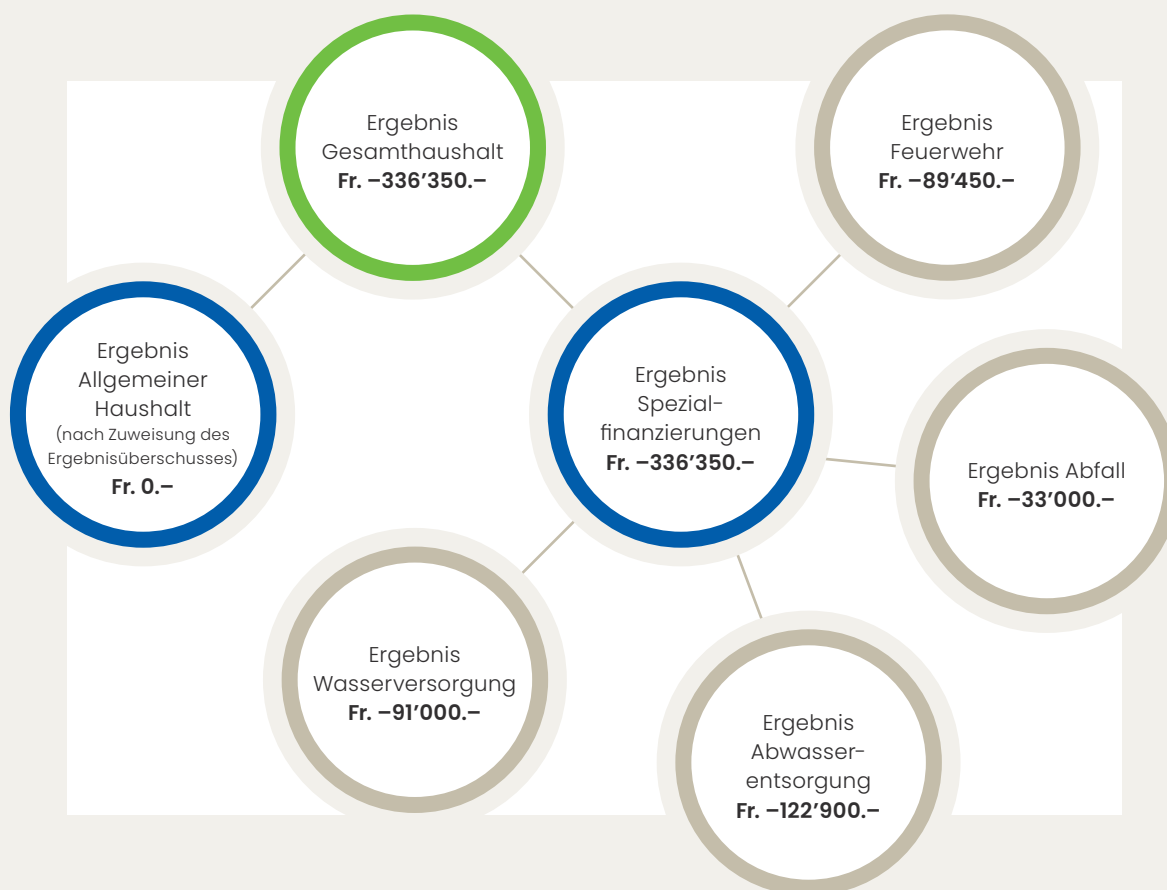 Ergebnis
Gesamthaushalt
Fr. –336’350.–
Ergebnis
Feuerwehr
Fr. –89’450.–
Ergebnis
Allgemeiner
Haushalt
(nach Zuweisung des
Ergebnisüberschusses)
Fr. 0.–
Ergebnis
Spezial-
finanzierungen
Fr. –336’350.–
Ergebnis Abfall
Fr. –33’000.–
Ergebnis
Wasserversorgung
Fr. –91’000.–
Ergebnis
Abwasser-
entsorgung
Fr. –122’900.–